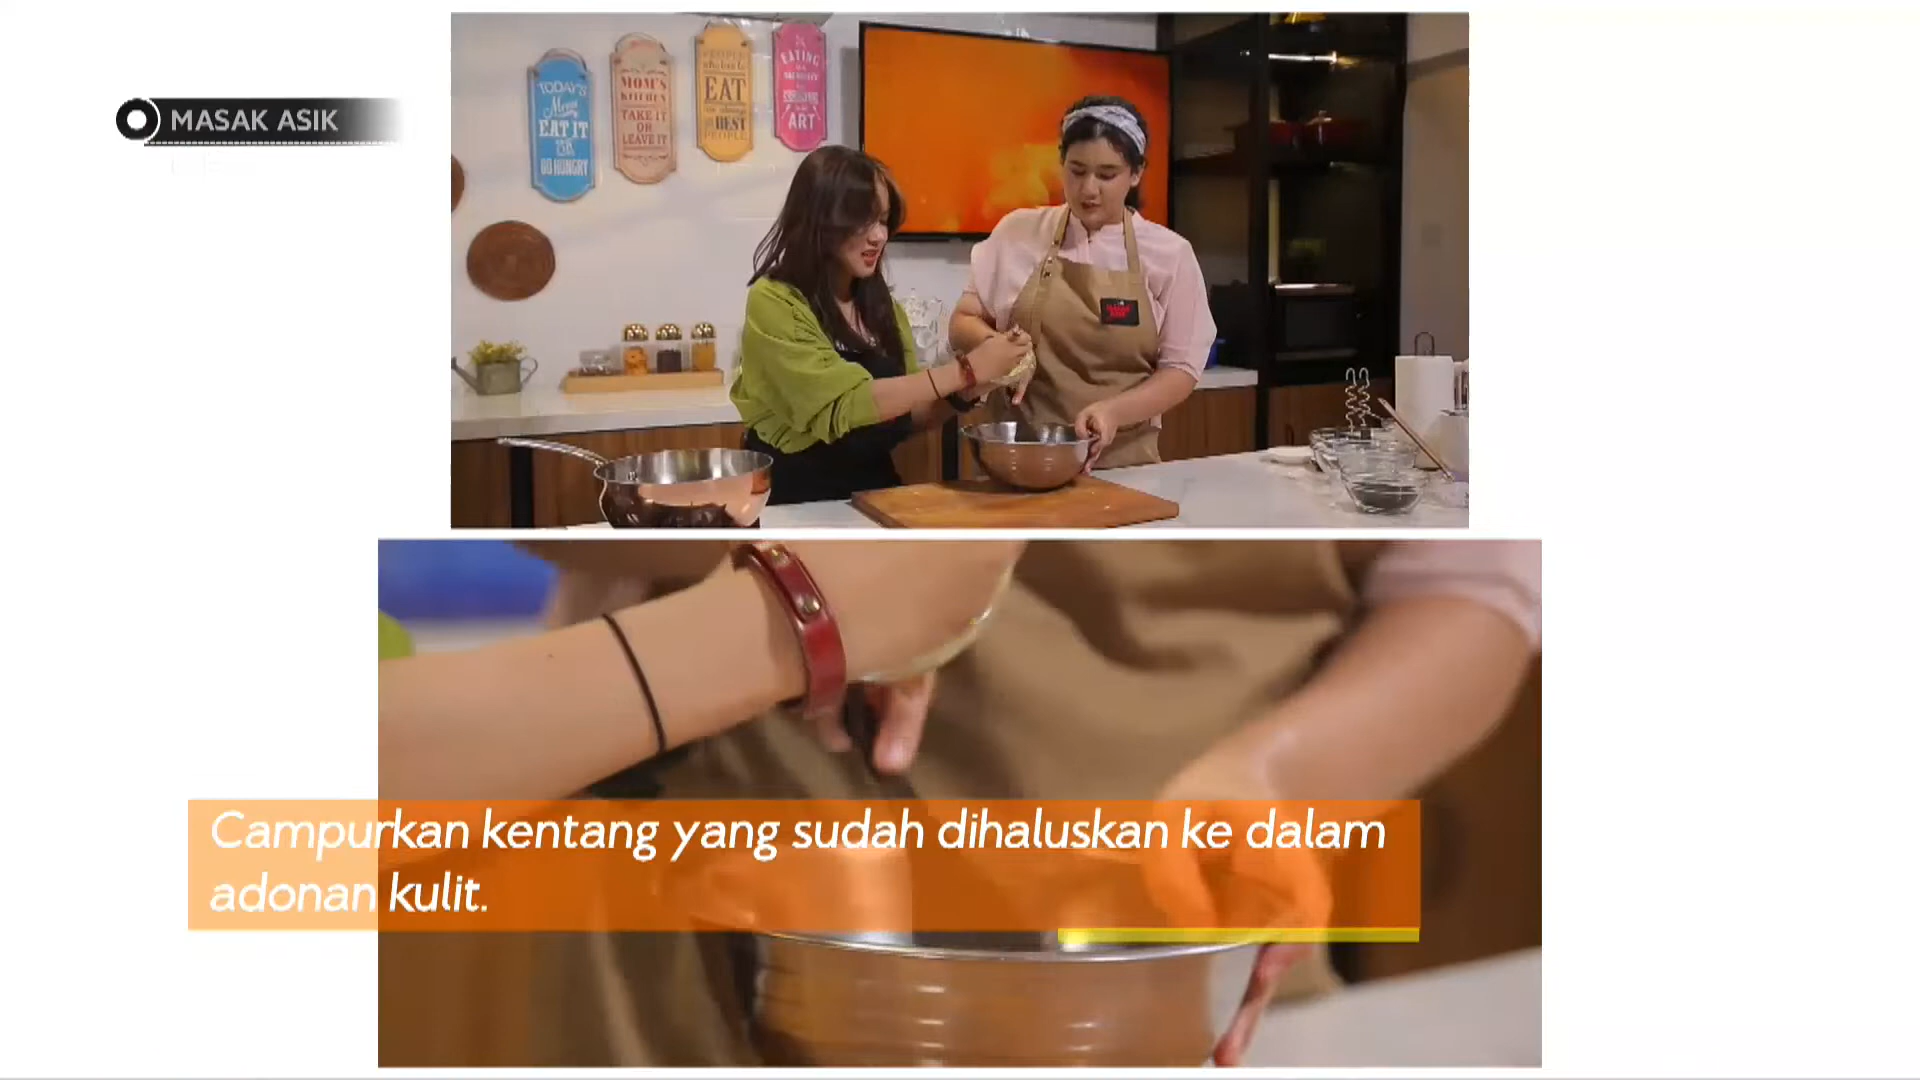 MASAK ASIK
TODAY'S
Menu
EAT IT
OR
GO HUNGRY
MOM'S
KITCHEN
TAKE IT
OR
LEAVE IT
EAT
BEST
PEOPLE
EATING
ART
Campurkan kentang yang sudah dihaluskan ke dalam
adonan kulit.